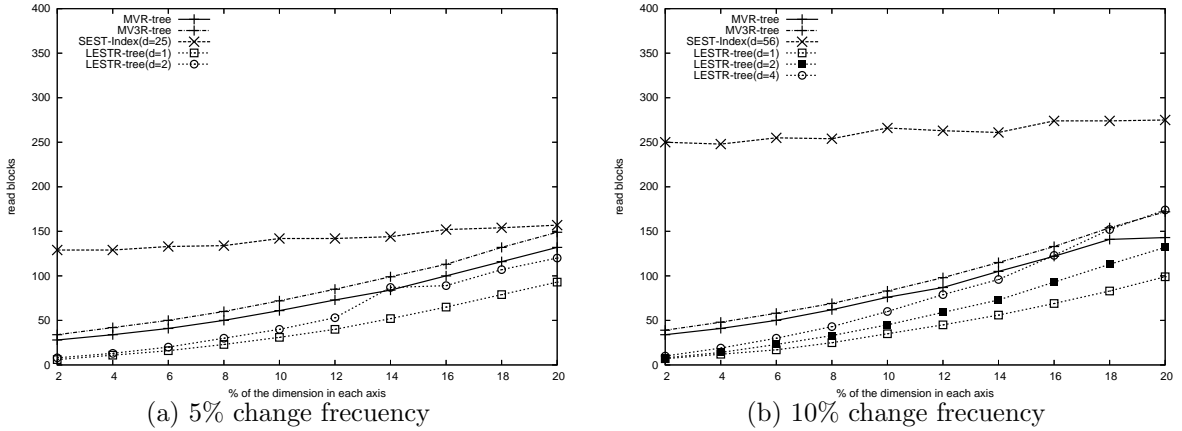 400
350
300
250
200
150
100
50
0
read blocks
MVR-tree
MV3R-tree
SEST-Index(d=25)
LESTR-tree(d=1)
LESTR-tree(d=2)
2 4 6 8 10 12 14 16 18 20
% of the dimension in each axis
(a) 5% change frecuency
400
350
300
250
200
150
100
50
0
read blocks
MVR-tree
MV3R-tree
SEST-Index(d=56)
LESTR-tree(d=1)
LESTR-tree(d=2)
LESTR-tree(d=4)
2 4 6 8 10 12 14 16 18 20
% of the dimension in each axis
(b) 10% change frecuency